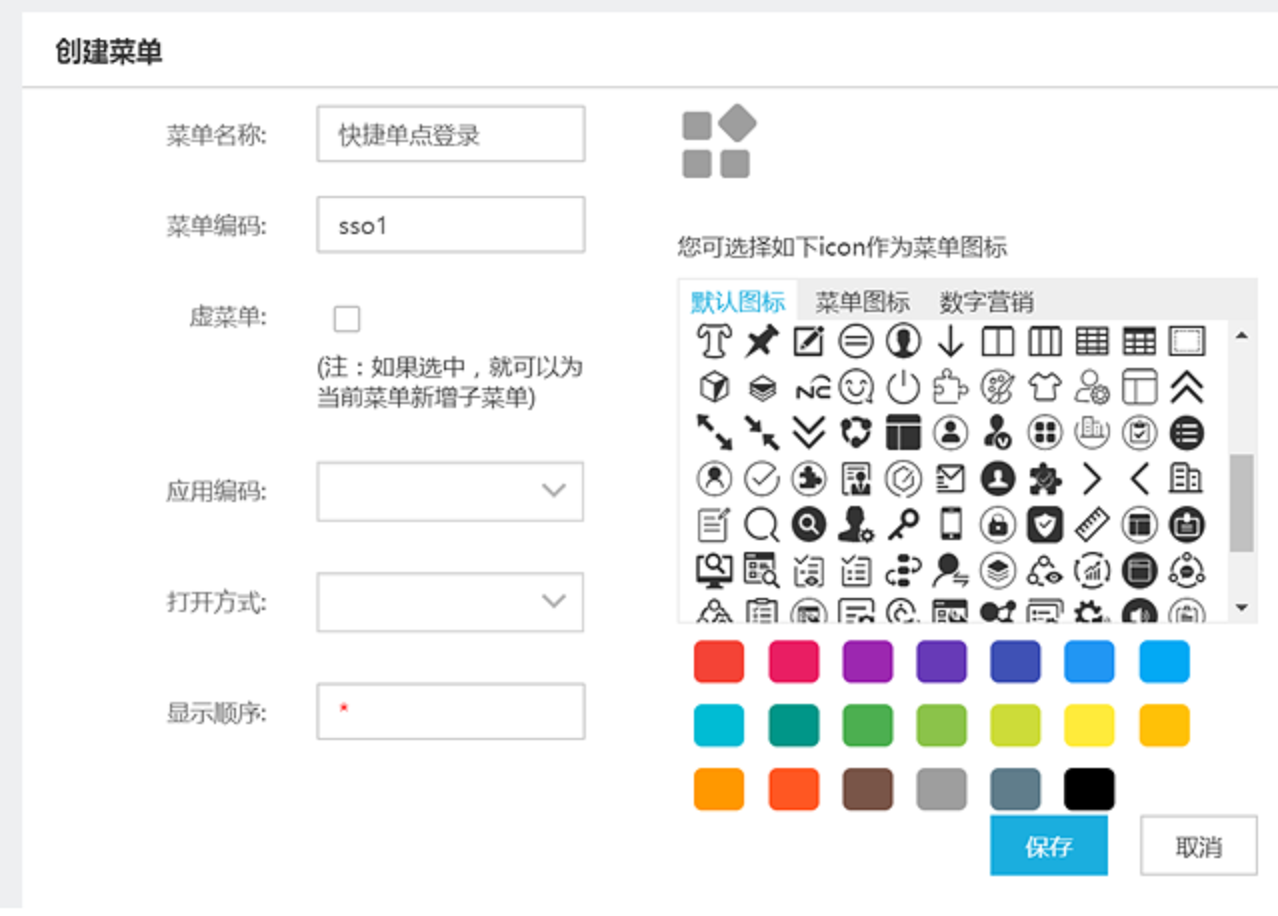 创建菜单
菜单名称: 快捷单点登录
菜单编码: sso1
虚菜单:
(注：如果选中，就可以为
当前菜单新增子菜单)
应用编码:
打开方式:
显示顺序: *
您可选择如下icon作为菜单图标
默认图标 菜单图标 数字营销
NC
保存 取消